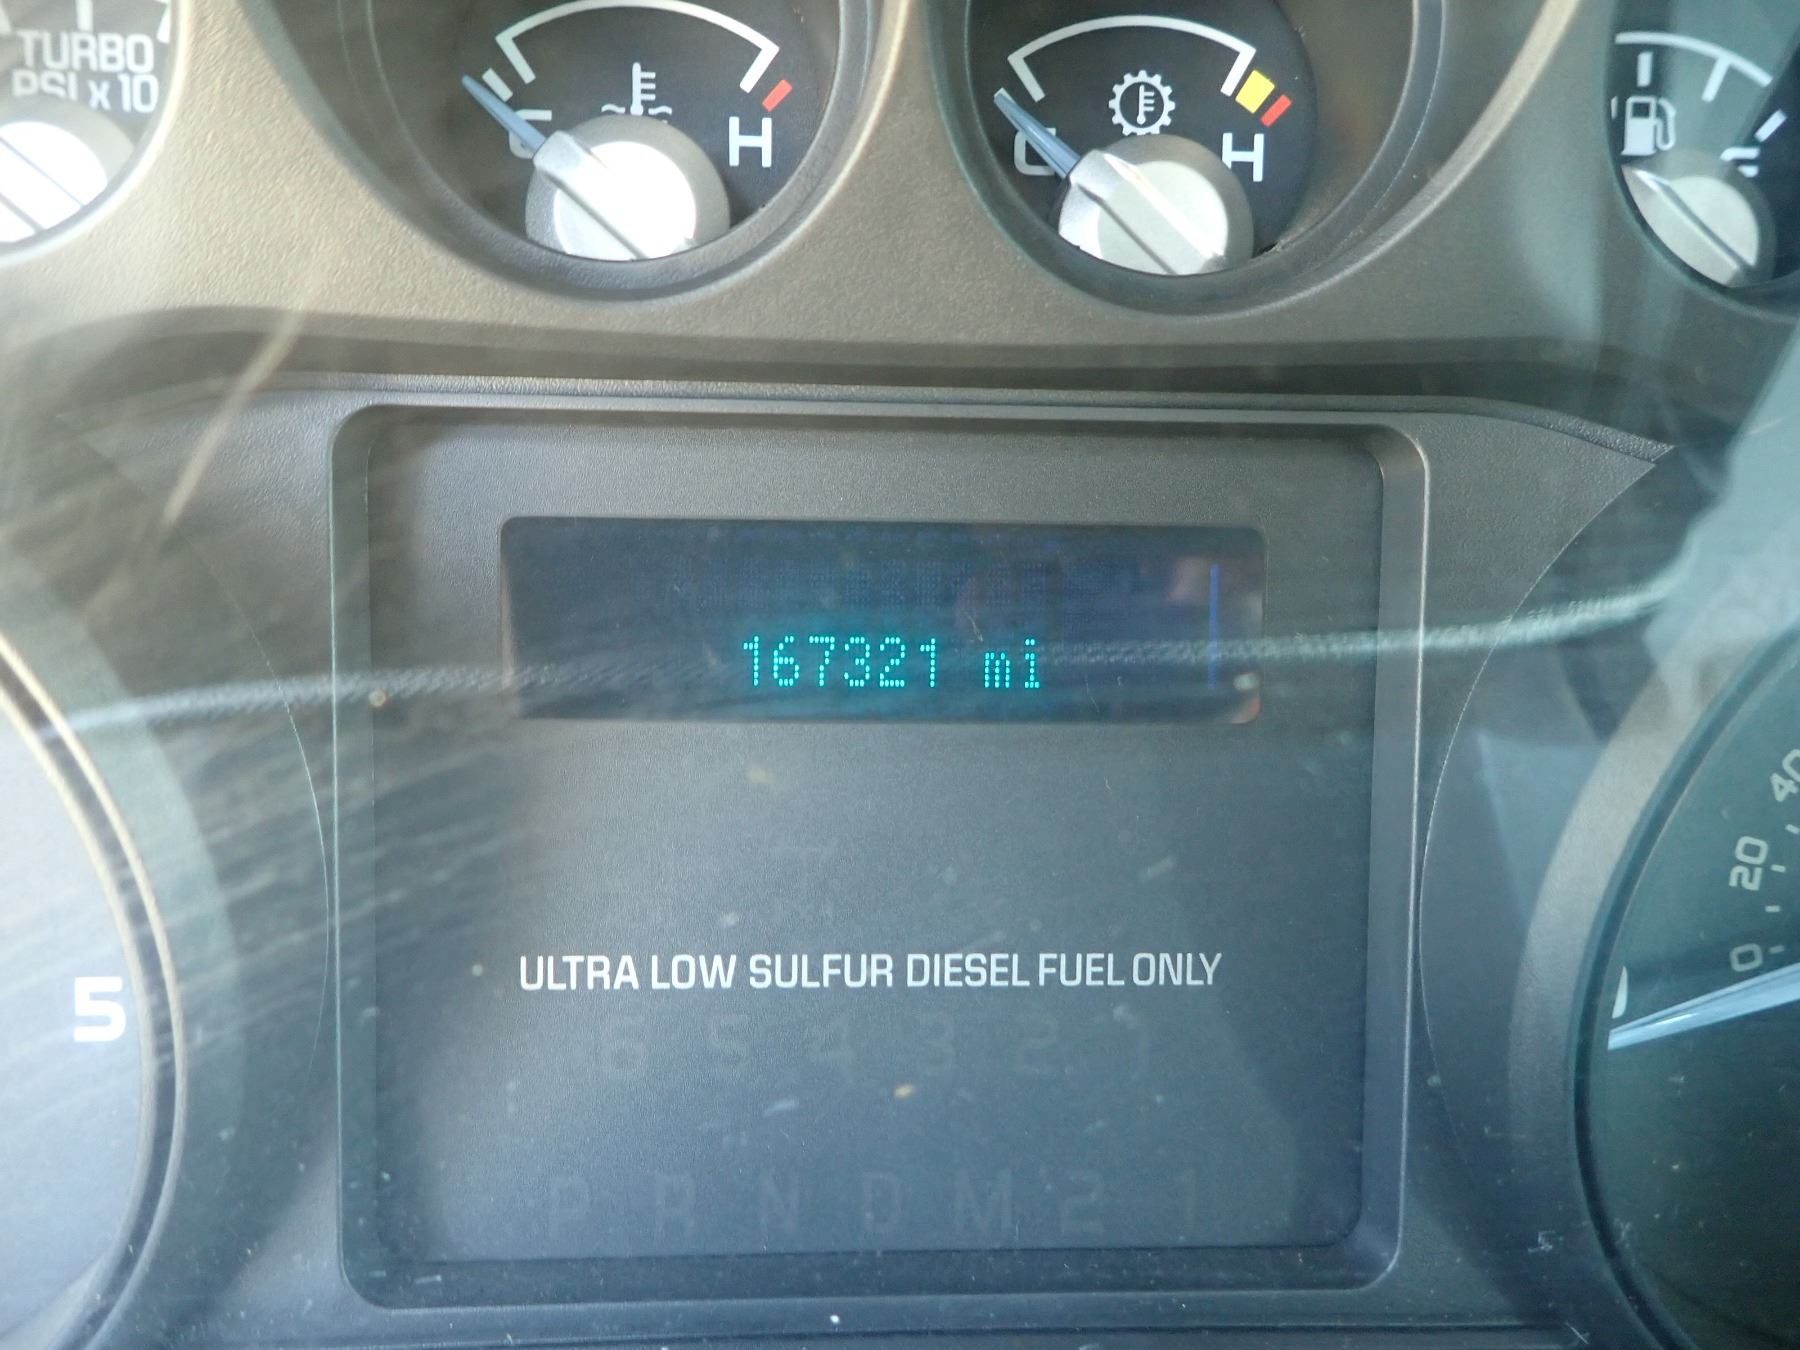 TURBO
PSI x 10
C H
C H
167321 mi
40
20
0
ULTRA LOW SULFUR DIESEL FUEL ONLY
5
6 5 4 3 2 1
P R N D M 2 1